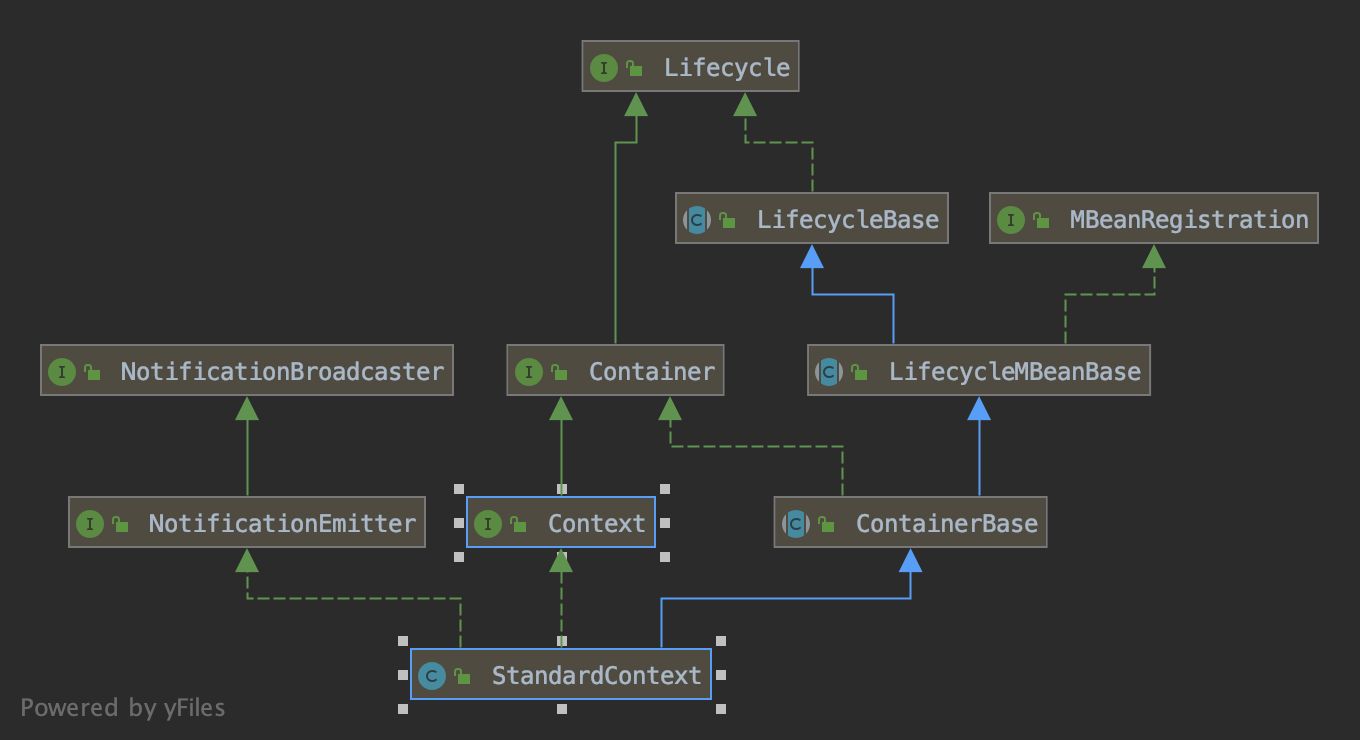 Lifecycle
LifecycleBase
MBeanRegistration
NotificationBroadcaster
Container
LifecycleMBeanBase
NotificationEmitter
Context
ContainerBase
StandardContext
Powered by yFiles